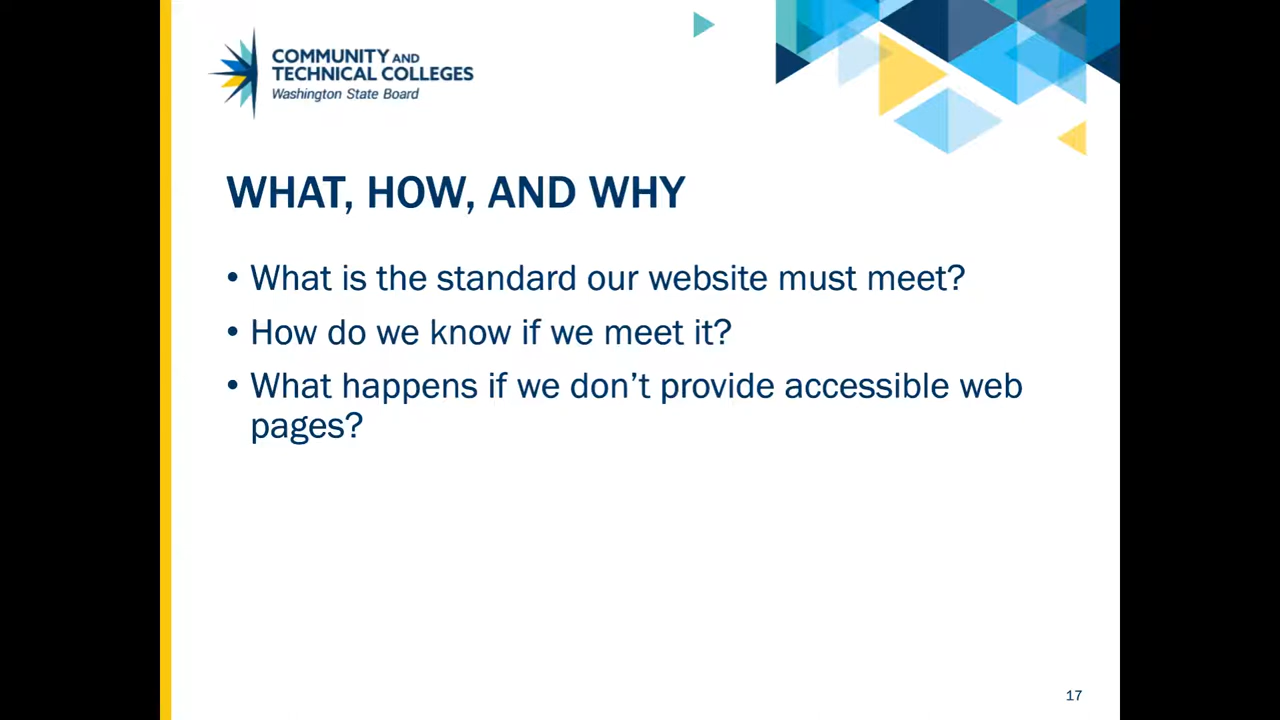 COMMUNITY AND
TECHNICAL COLLEGES
Washington State Board
WHAT, HOW, AND WHY
• What is the standard our website must meet?
• How do we know if we meet it?
• What happens if we don’t provide accessible web
pages?
17